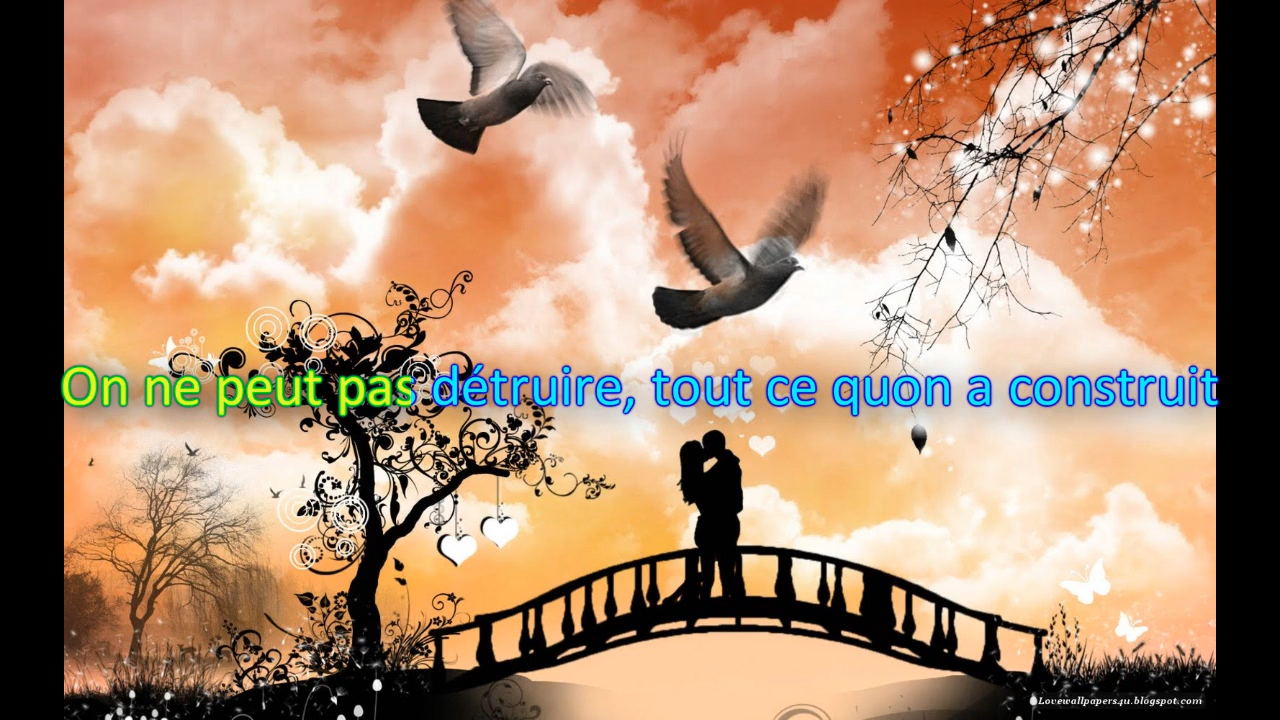 On ne peut pas détruire, tout ce quon a construit
Lovewallpapers4u.blogspot.com